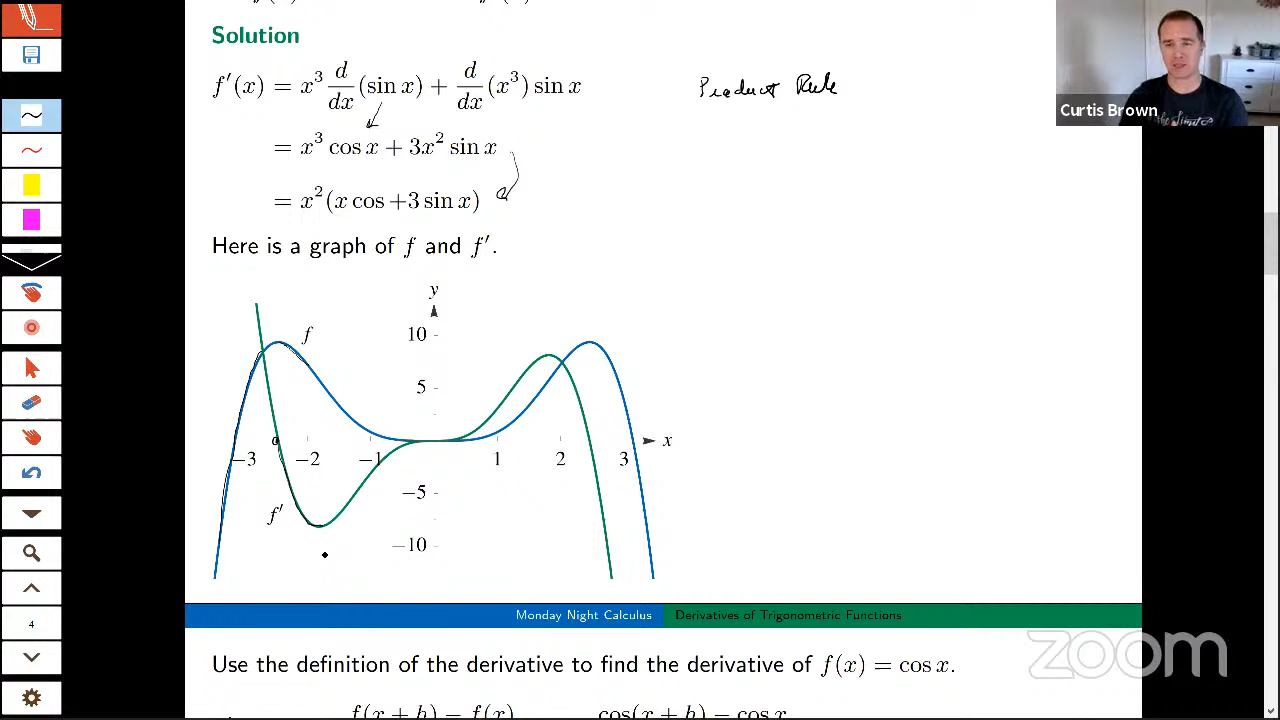 Solution
f′(x) = x³ d/dx (sin x) + d/dx (x³) sin x
Product Rule
= x³ cos x + 3x² sin x
= x²(x cos +3 sin x)
Here is a graph of f and f′.
y
10
f
5
x
−3 −2 −1 1 2 3
−5
f′
−10
Monday Night Calculus Derivatives of Trigonometric Functions
Use the definition of the derivative to find the derivative of f(x) = cos x.
f(x + h) − f(x) cos(x + h) − cos x
Curtis Brown
4
zoom